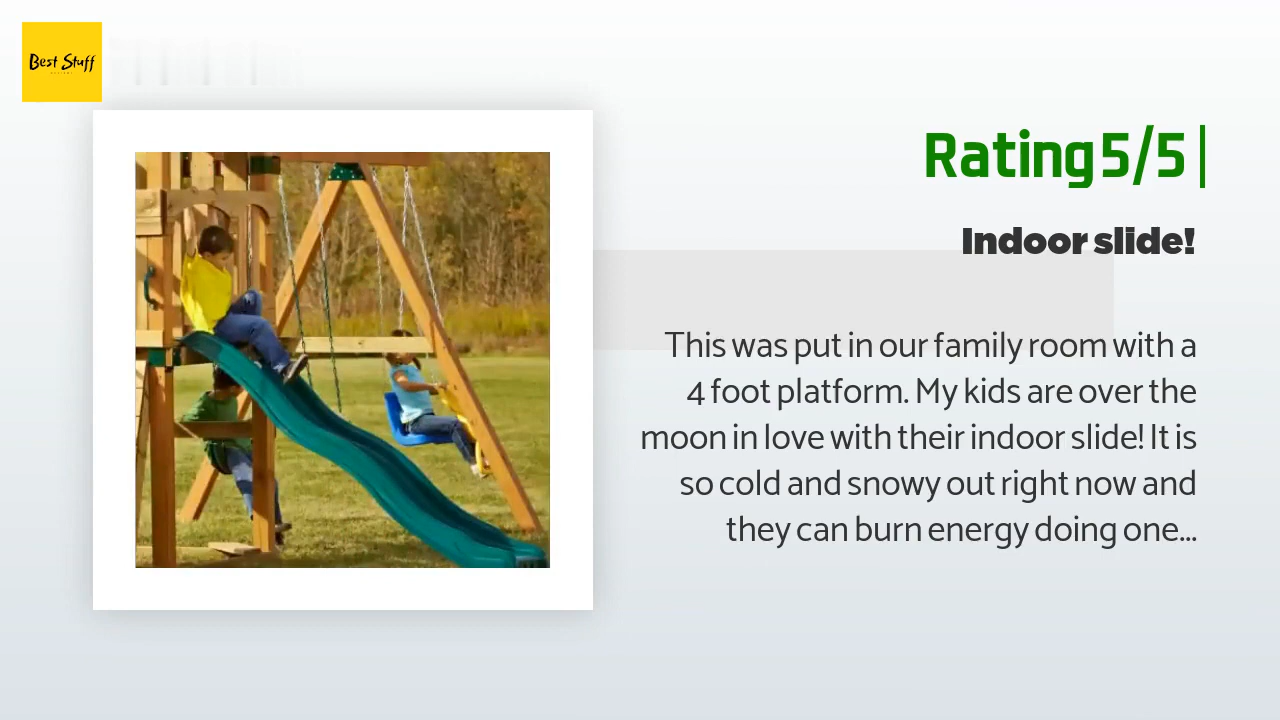 Best Stuff
Rating 5/5 |
Indoor slide!
This was put in our family room with a
4 foot platform. My kids are over the
moon in love with their indoor slide! It is
so cold and snowy out right now and
they can burn energy doing one...